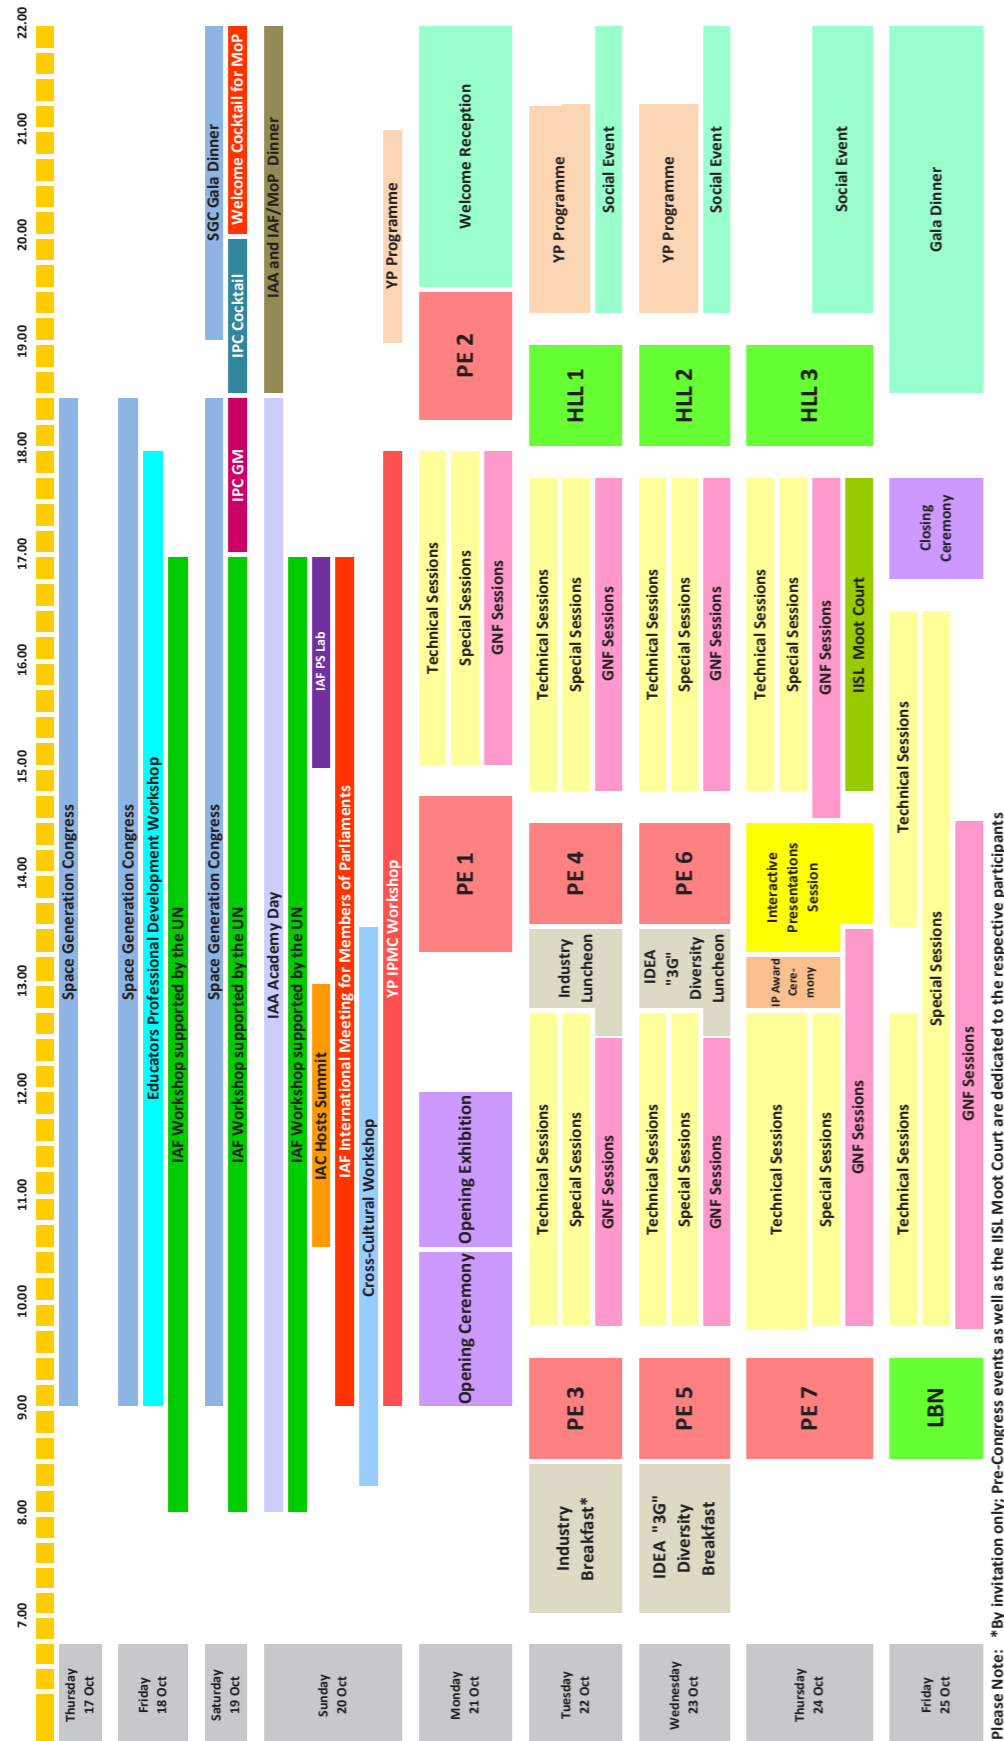 7.00 8.00 9.00 10.00 11.00 12.00 13.00 14.00 15.00 16.00 17.00 18.00 19.00 20.00 21.00 22.00
Thursday
17 Oct
Space Generation Congress
Friday
18 Oct
Space Generation Congress
Educators Professional Development Workshop
IAF Workshop supported by the UN
Saturday
19 Oct
Space Generation Congress
SGC Gala Dinner
IAF Workshop supported by the UN
IPC GM
IPC Cocktail
Welcome Cocktail for MoP
Sunday
20 Oct
IAA Academy Day
IAA and IAF/MoP Dinner
IAF Workshop supported by the UN
IAC Hosts Summit
IAF PS Lab
IAF International Meeting for Members of Parliaments
Cross-Cultural Workshop
YP IPMC Workshop
YP Programme
Monday
21 Oct
Opening Ceremony
Opening Exhibition
PE 1
Technical Sessions
Special Sessions
GNF Sessions
PE 2
Welcome Reception
Tuesday
22 Oct
Industry
Breakfast*
PE 3
Technical Sessions
Special Sessions
GNF Sessions
Industry
Luncheon
PE 4
Technical Sessions
Special Sessions
GNF Sessions
HLL 1
YP Programme
Social Event
Wednesday
23 Oct
IDEA "3G"
Diversity
Breakfast
PE 5
Technical Sessions
Special Sessions
GNF Sessions
IDEA
"3G"
Diversity
Luncheon
PE 6
Technical Sessions
Special Sessions
GNF Sessions
HLL 2
YP Programme
Social Event
Thursday
24 Oct
PE 7
Technical Sessions
Special Sessions
GNF Sessions
IP Award
Cere-
mony
Interactive
Presentations
Session
Technical Sessions
Special Sessions
GNF Sessions
IISL Moot Court
HLL 3
Social Event
Friday
25 Oct
LBN
Technical Sessions
Technical Sessions
Special Sessions
GNF Sessions
Closing
Ceremony
Gala Dinner
Please Note: *By invitation only; Pre-Congress events as well as the IISL Moot Court are dedicated to the respective participants